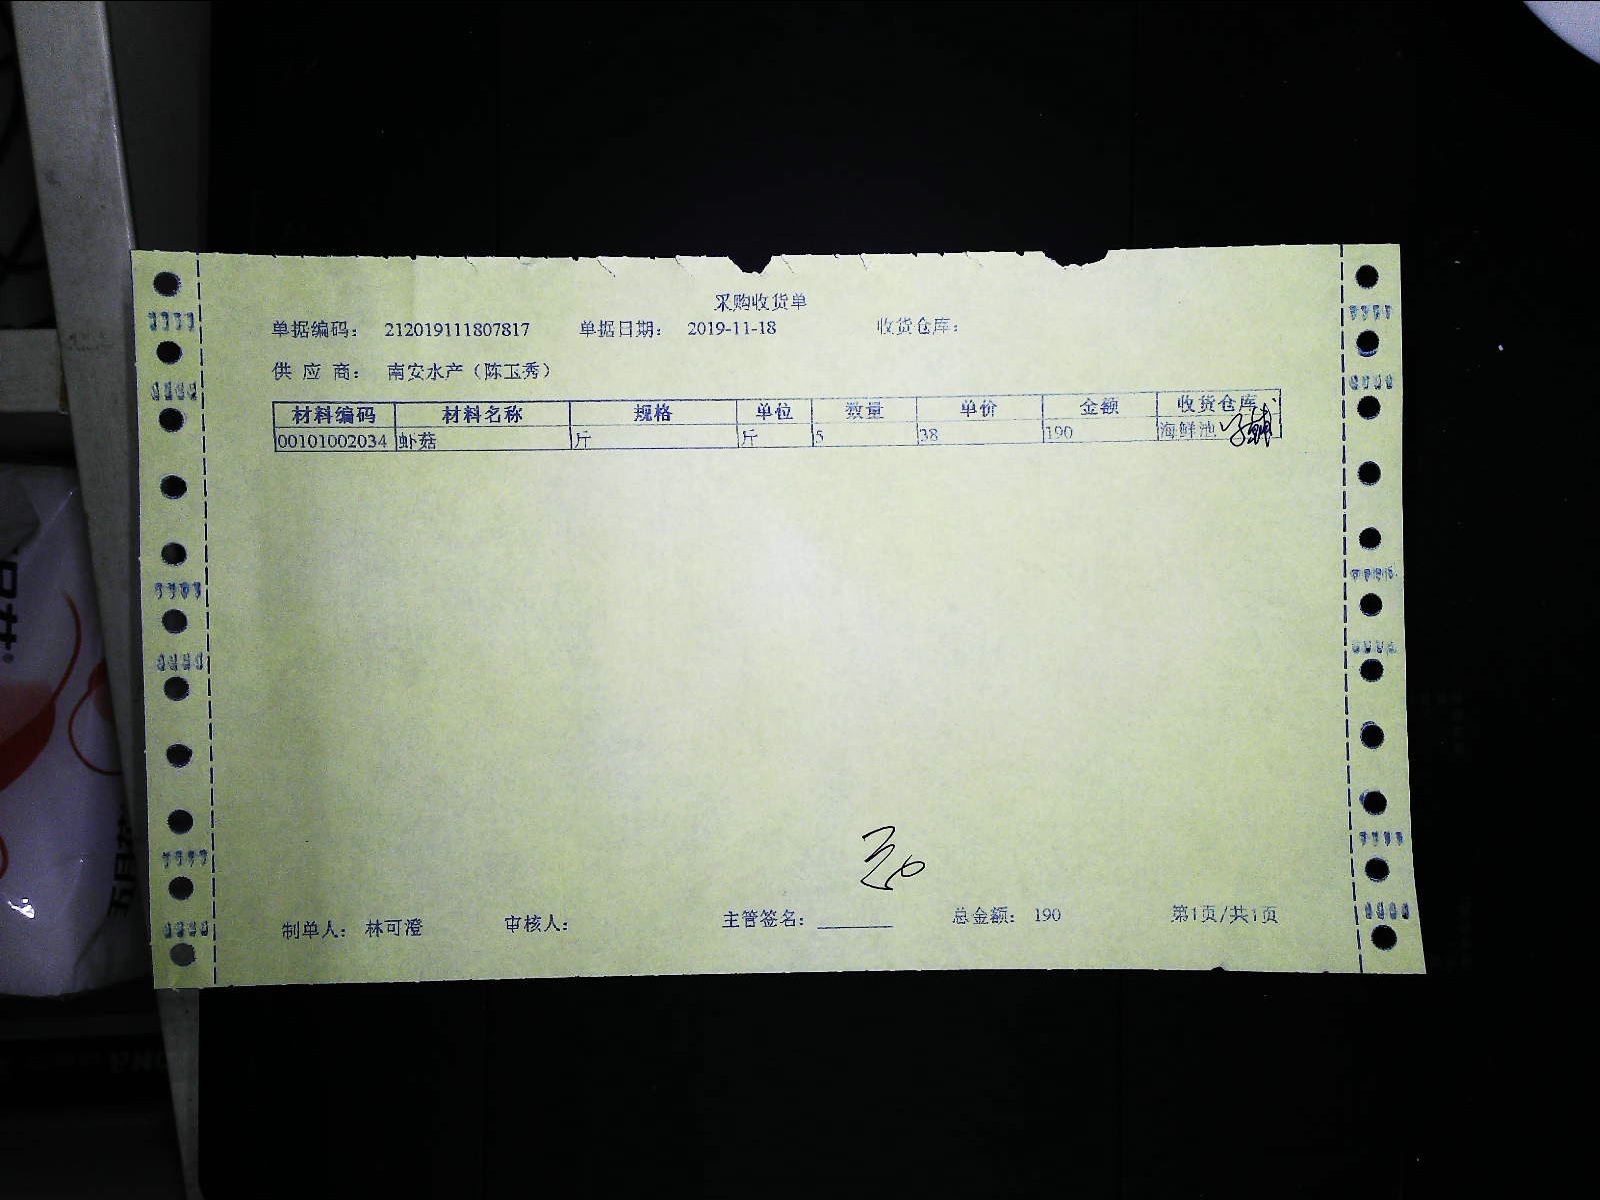 采购收货单
单据编码： 212019111807817 单据日期： 2019-11-18 收货仓库：
供 应 商： 南安水产（陈玉秀）
材料编码 材料名称 规格 单位 数量 单价 金额 收货仓库
00101002034 虾菇 斤 斤 5 38 190 海鲜池
制单人： 林可澄 审核人： 主管签名： 总金额： 190 第1页/共1页